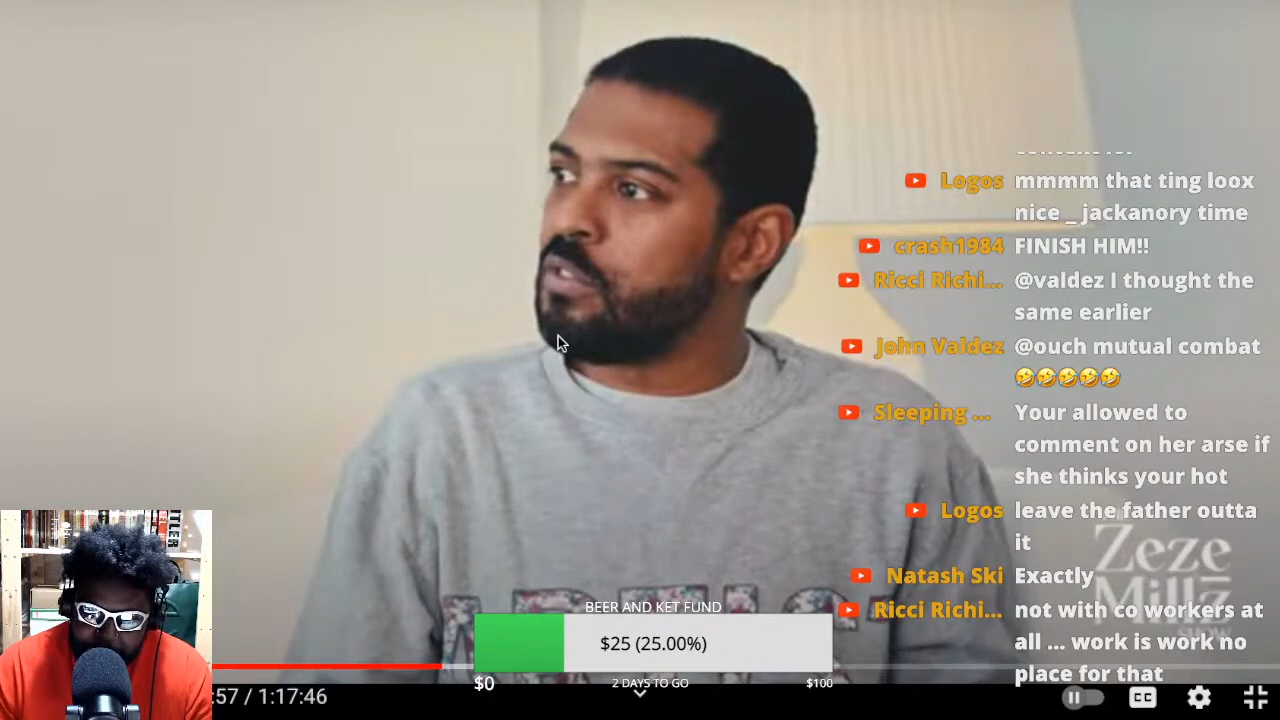 Logos mmmm that ting loox
nice _ jackanory time
crash1984 FINISH HIM!!
Ricci Richi... @valdez I thought the
same earlier
John Valdez @ouch mutual combat
🤣🤣🤣🤣🤣
Sleeping ... Your allowed to
comment on her arse if
she thinks your hot
Logos leave the father outta
it
Natash Ski Exactly
Ricci Richi... not with co workers at
all ... work is work no
place for that
Zeze
Millz
BEER AND KET FUND
$25 (25.00%)
$0 2 DAYS TO GO $100
:57 / 1:17:46
CC